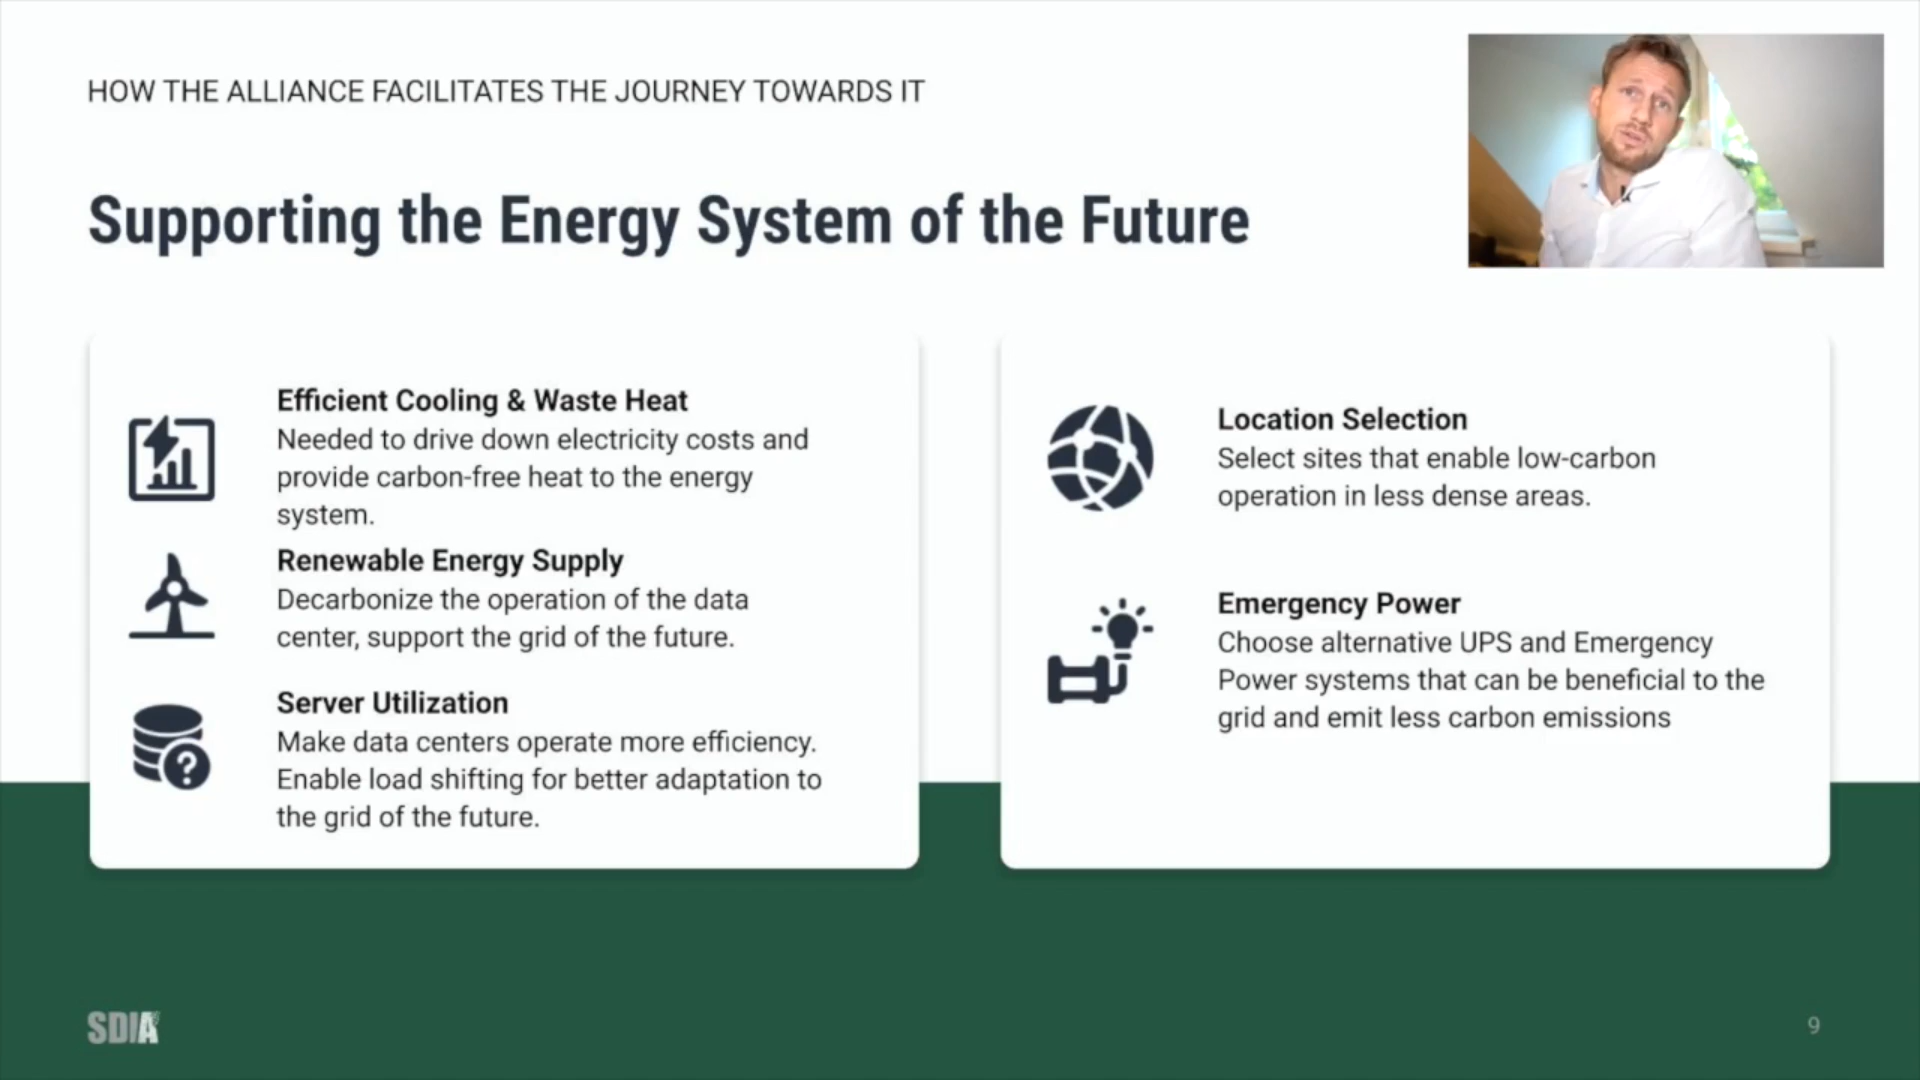 HOW THE ALLIANCE FACILITATES THE JOURNEY TOWARDS IT
Supporting the Energy System of the Future
Efficient Cooling & Waste Heat
Needed to drive down electricity costs and
provide carbon-free heat to the energy
system.
Renewable Energy Supply
Decarbonize the operation of the data
center, support the grid of the future.
Server Utilization
Make data centers operate more efficiency.
Enable load shifting for better adaptation to
the grid of the future.
Location Selection
Select sites that enable low-carbon
operation in less dense areas.
Emergency Power
Choose alternative UPS and Emergency
Power systems that can be beneficial to the
grid and emit less carbon emissions
SDIA
9